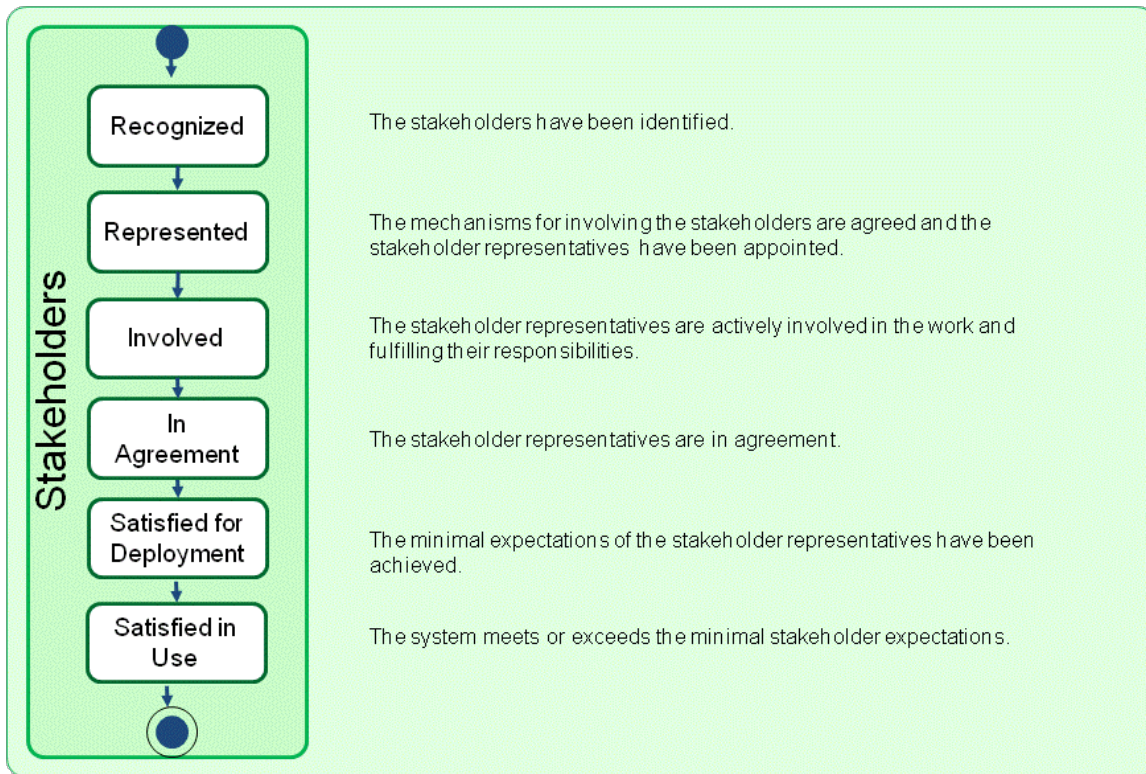 Stakeholders
Recognized
The stakeholders have been identified.
Represented
The mechanisms for involving the stakeholders are agreed and the
stakeholder representatives have been appointed.
Involved
The stakeholder representatives are actively involved in the work and
fulfilling their responsibilities.
In
Agreement
The stakeholder representatives are in agreement.
Satisfied for
Deployment
The minimal expectations of the stakeholder representatives have been
achieved.
Satisfied in
Use
The system meets or exceeds the minimal stakeholder expectations.